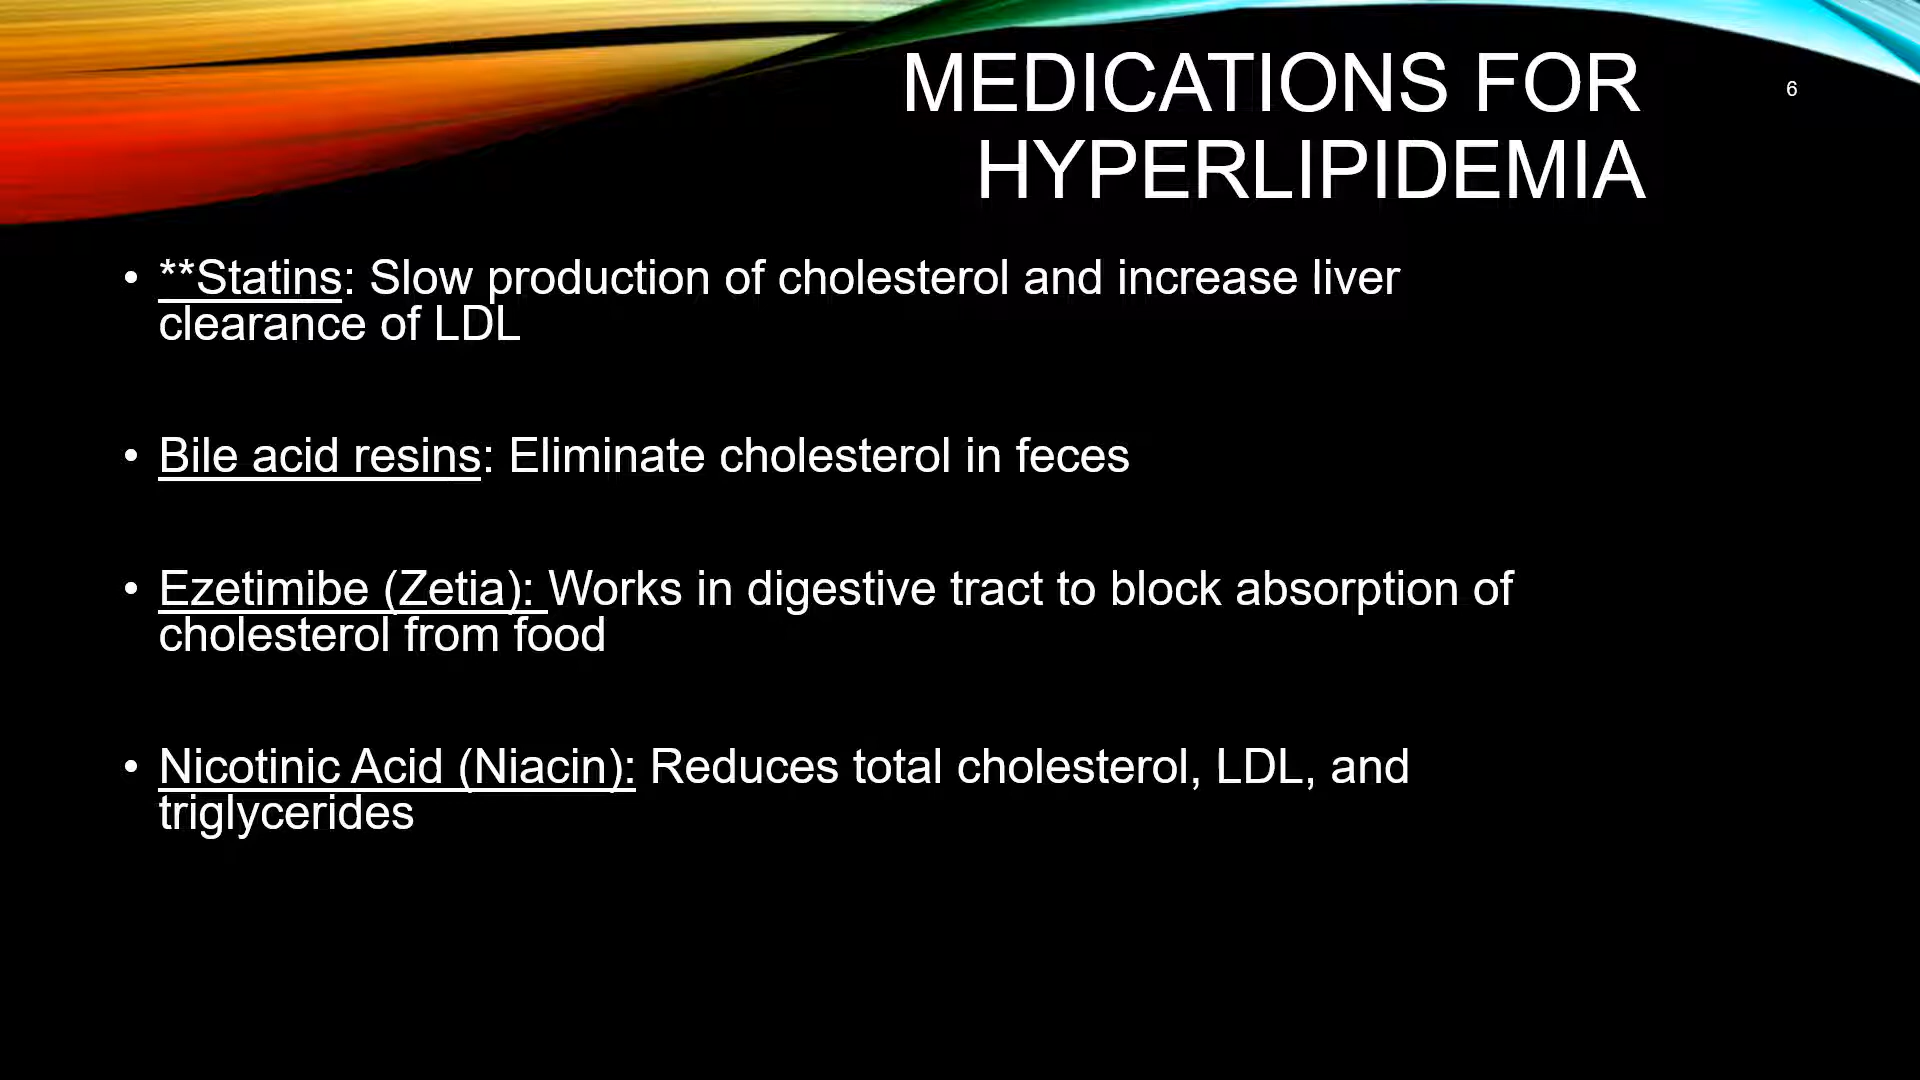 MEDICATIONS FOR
HYPERLIPIDEMIA
6
• **Statins: Slow production of cholesterol and increase liver
clearance of LDL
• Bile acid resins: Eliminate cholesterol in feces
• Ezetimibe (Zetia): Works in digestive tract to block absorption of
cholesterol from food
• Nicotinic Acid (Niacin): Reduces total cholesterol, LDL, and
triglycerides